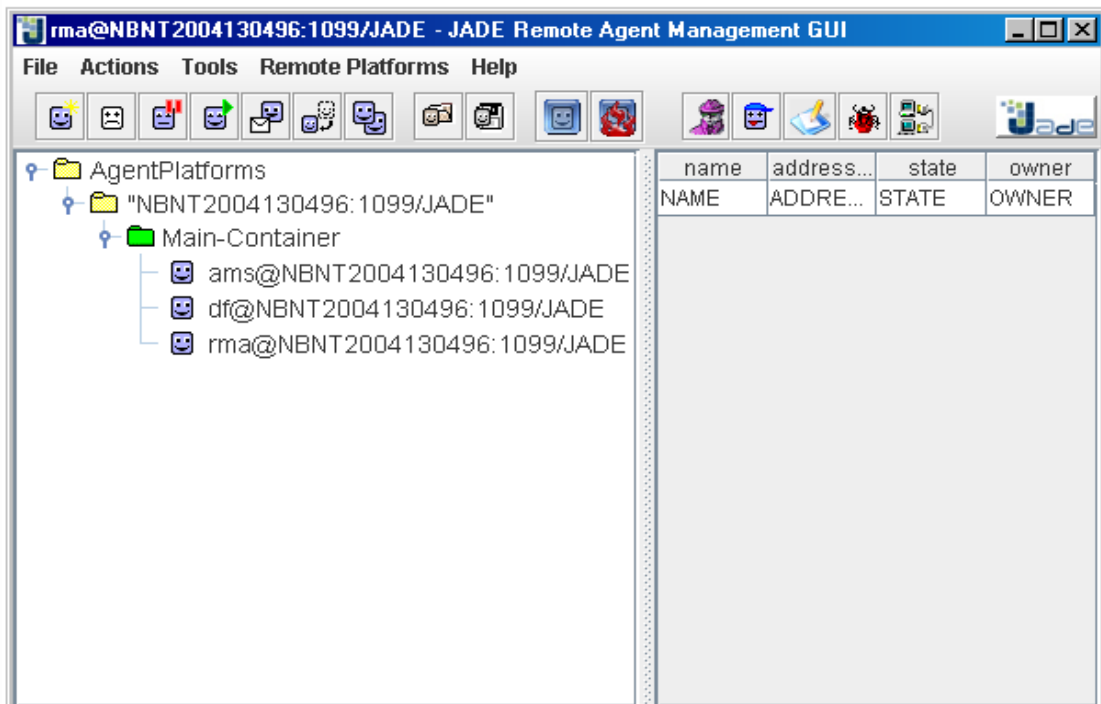 rma@NBNT2004130496:1099/JADE - JADE Remote Agent Management GUI
File Actions Tools Remote Platforms Help
Jade
AgentPlatforms
"NBNT2004130496:1099/JADE"
Main-Container
ams@NBNT2004130496:1099/JADE
df@NBNT2004130496:1099/JADE
rma@NBNT2004130496:1099/JADE
name address... state owner
NAME ADDRE... STATE OWNER